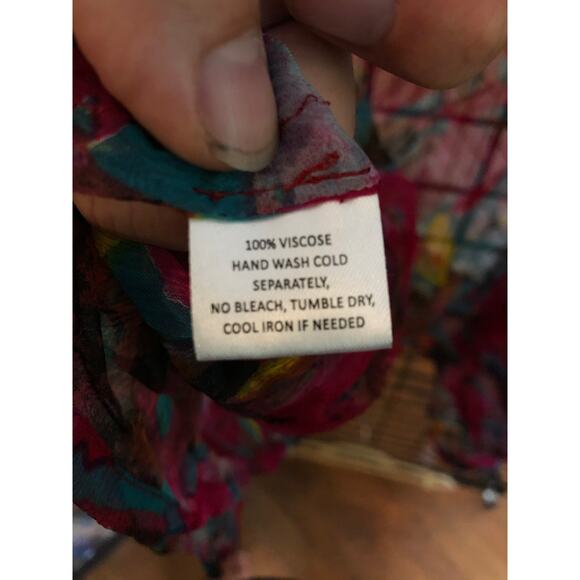 100% VISCOSE
HAND WASH COLD
SEPARATELY,
NO BLEACH, TUMBLE DRY,
COOL IRON IF NEEDED